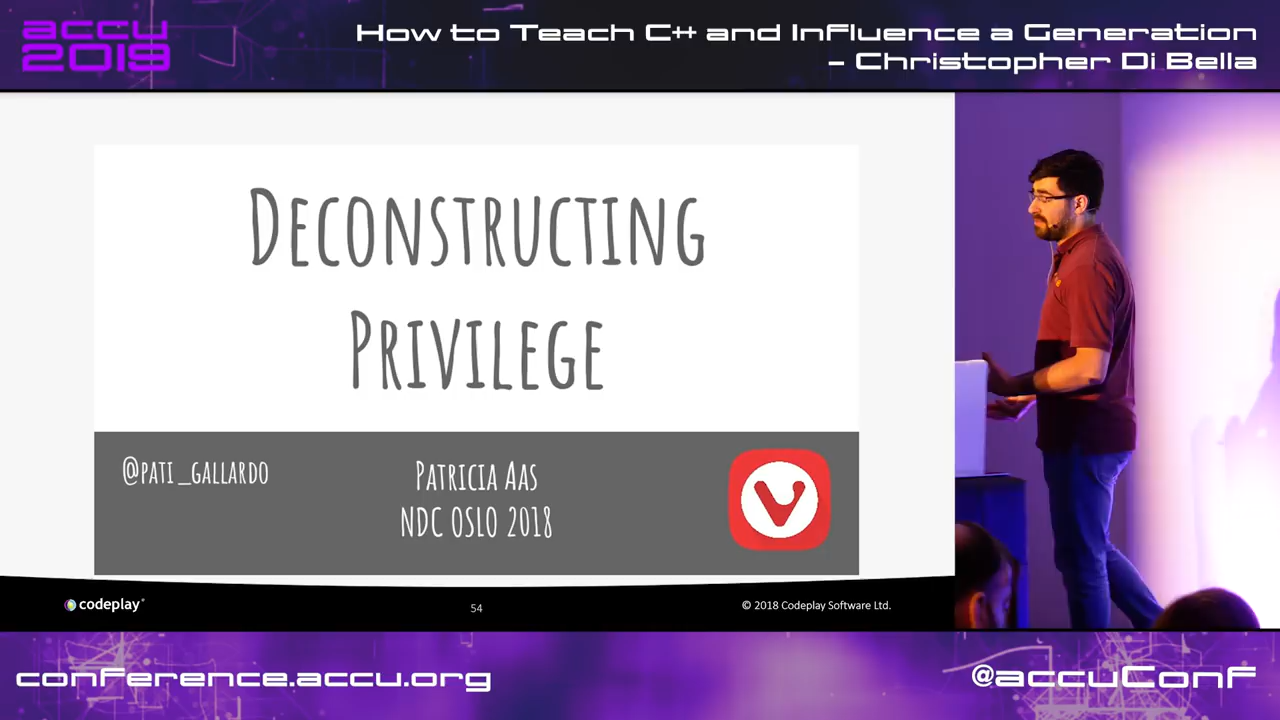 accu
2019
How to Teach C++ and Influence a Generation
– Christopher Di Bella
DECONSTRUCTING
PRIVILEGE
@PATI_GALLARDO
PATRICIA AAS
NDC OSLO 2018
codeplay®
54
© 2018 Codeplay Software Ltd.
conference.accu.org
@accuConf